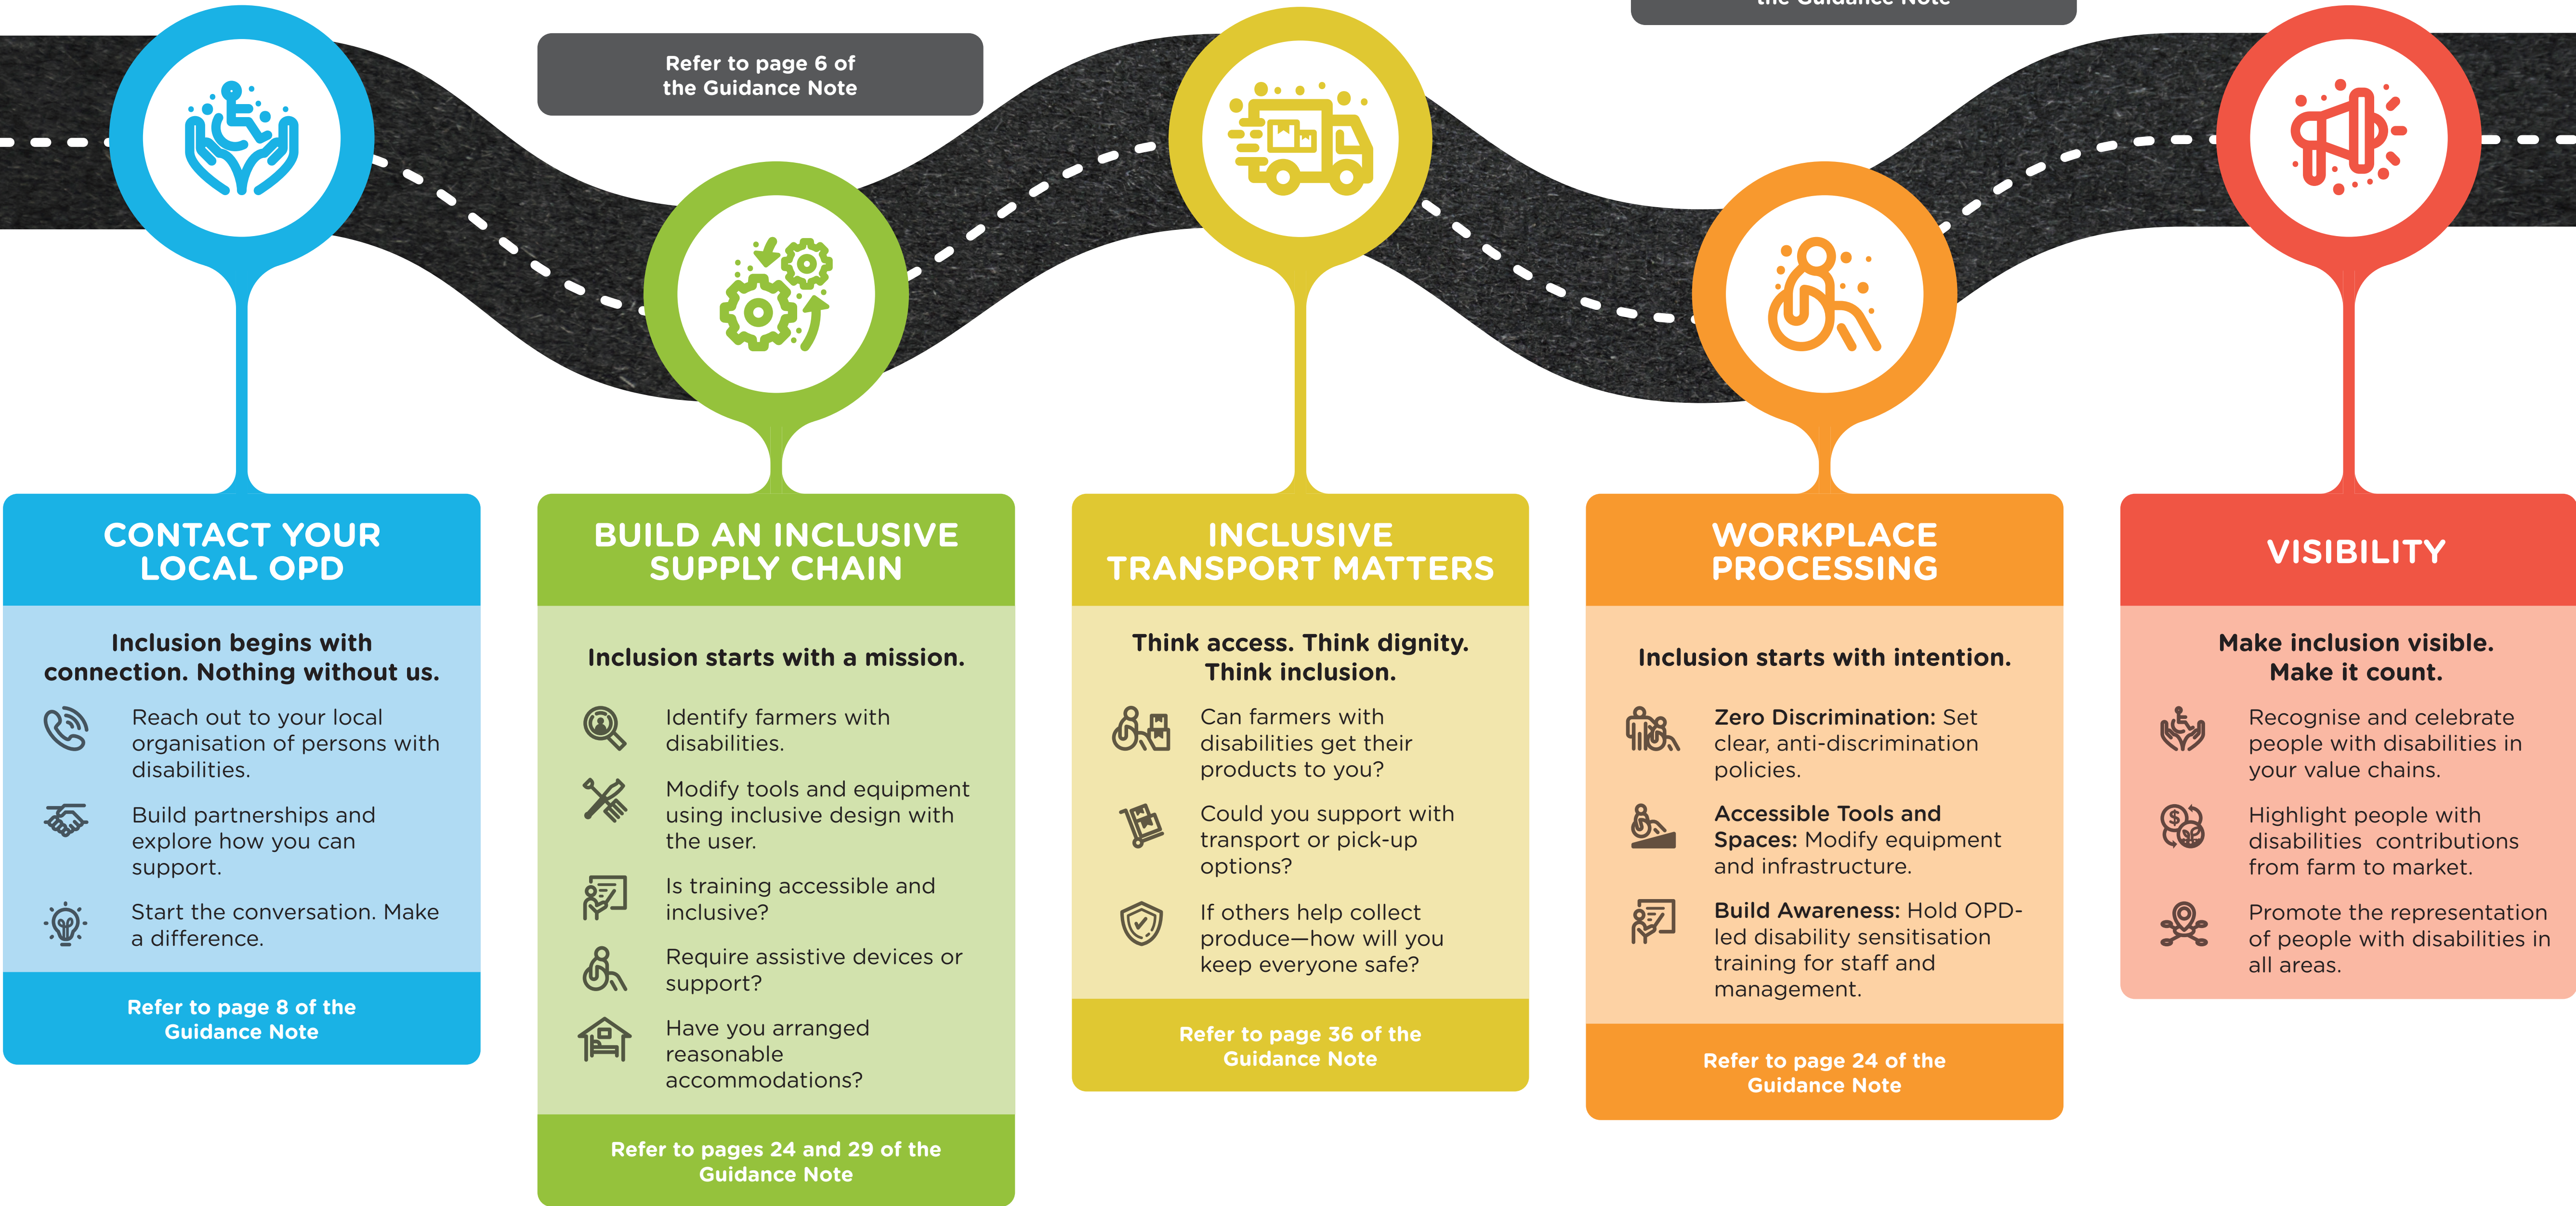 the Guidance Note
Refer to page 6 of
the Guidance Note
CONTACT YOUR
LOCAL OPD
Inclusion begins with
connection. Nothing without us.
Reach out to your local
organisation of persons with
disabilities.
Build partnerships and
explore how you can
support.
Start the conversation. Make
a difference.
Refer to page 8 of the
Guidance Note
BUILD AN INCLUSIVE
SUPPLY CHAIN
Inclusion starts with a mission.
Identify farmers with
disabilities.
Modify tools and equipment
using inclusive design with
the user.
Is training accessible and
inclusive?
Require assistive devices or
support?
Have you arranged
reasonable
accommodations?
Refer to pages 24 and 29 of the
Guidance Note
INCLUSIVE
TRANSPORT MATTERS
Think access. Think dignity.
Think inclusion.
Can farmers with
disabilities get their
products to you?
Could you support with
transport or pick-up
options?
If others help collect
produce—how will you
keep everyone safe?
Refer to page 36 of the
Guidance Note
WORKPLACE
PROCESSING
Inclusion starts with intention.
Zero Discrimination: Set
clear, anti-discrimination
policies.
Accessible Tools and
Spaces: Modify equipment
and infrastructure.
Build Awareness: Hold OPD-
led disability sensitisation
training for staff and
management.
Refer to page 24 of the
Guidance Note
VISIBILITY
Make inclusion visible.
Make it count.
Recognise and celebrate
people with disabilities in
your value chains.
$
Highlight people with
disabilities  contributions
from farm to market.
Promote the representation
of people with disabilities in
all areas.